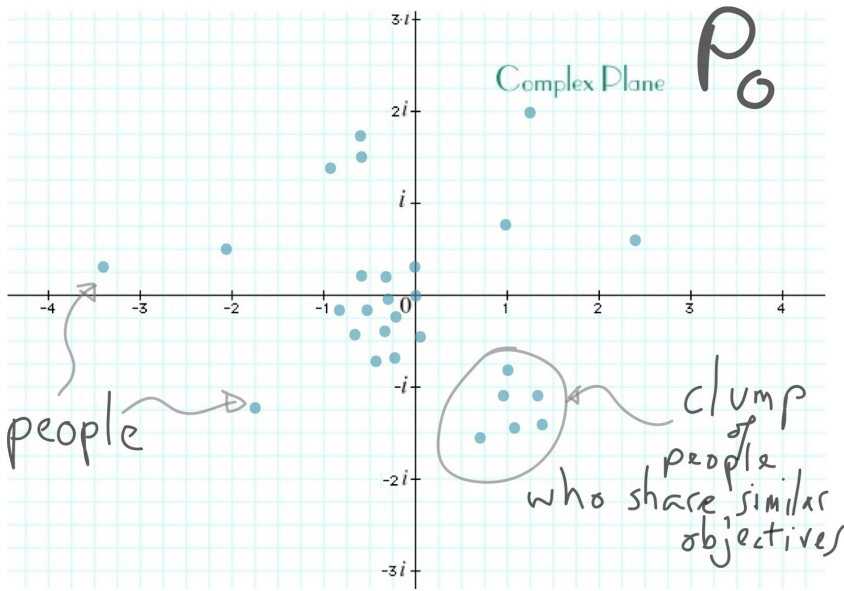 3i
P0
Complex Plane
2i
i
-4 -3 -2 -1 0 1 2 3 4
-i
people
clump
of
people
who share similar
objectives
-2i
-3i